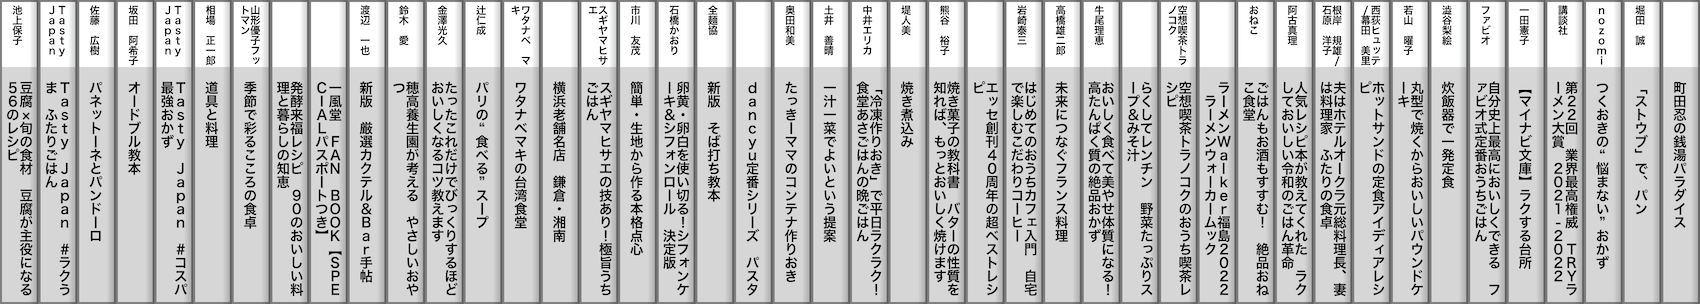 町田忍の銭湯パラダイス
堀田　誠
「ストウブ」で、パン
ｎｏｚｏｍｉ
つくおきの“悩まない”おかず
講談社
第２２回　業界最高権威　ＴＲＹラ
ーメン大賞　２０２１‐２０２２
一田憲子
【マイナビ文庫】ラクする台所
ファビオ
自分史上最高においしくできる　フ
ァビオ式定番おうちごはん
澁谷梨絵
炊飯器で一発定食
若山　曜子
丸型で焼くからおいしいパウンドケ
ーキ
西荻ヒュッテ
/幕田　美里
ホットサンドの定食アイディアレシ
ピ
根岸　規雄/
石原　洋子
夫はホテルオークラ元総料理長、妻
は料理家　ふたりの食卓
阿古真理
人気レシピ本が教えてくれた　ラク
しておいしい令和のごはん革命
おねこ
ごはんもお酒もすすむ！　絶品おね
こ食堂
ラーメンＷａｌｋｅｒ福島２０２２
　ラーメンウォーカームック
空想喫茶トラ
ノコク
空想喫茶トラノコクのおうち喫茶レ
シピ
らくしてレンチン　野菜たっぷりス
ープ＆みそ汁
牛尾理恵
おいしく食べて美やせ体質になる！
高たんぱく質の絶品おかず
高橋雄二郎
未来につなぐフランス料理
岩崎泰三
はじめてのおうちカフェ入門　自宅
で楽しむこだわりコーヒー
エッセ創刊４０周年の超ベストレシ
ピ
熊谷　裕子
焼き菓子の教科書　バターの性質を
知れば、もっとおいしく焼けます
堤人美
焼き煮込み
中井エリカ
「冷凍作りおき」で平日ラクラク！
食堂あさごはんの晩ごはん
土井　善晴
一汁一菜でよいという提案
奥田和美
たっきーママのコンテナ作りおき
ｄａｎｃｙｕ定番シリーズ　パスタ
全麺協
新版　そば打ち教本
石橋かおり
卵黄・卵白を使い切る！シフォンケ
ーキ＆シフォンロール　決定版
市川　友茂
簡単・生地から作る本格点心
スギヤマヒサ
エ
スギヤマヒサエの技あり！極旨うち
ごはん
横浜老舗名店　鎌倉・湘南
ワタナベ　マ
キ
ワタナベマキの台湾食堂
辻仁成
パリの“食べる”スープ
金澤光久
たったこれだけでびっくりするほど
おいしくなるコツ教えます
鈴木　愛
穂高養生園が考える　やさしいおや
つ
渡辺　一也
新版　厳選カクテル＆Ｂａｒ手帖
一風堂　ＦＡＮ　ＢＯＯＫ【ＳＰＥ
ＣＩＡＬパスポートつき】
発酵来福レシピ　９０のおいしい料
理と暮らしの知恵
山形優子フッ
トマン
季節で彩るこころの食卓
相場　正一郎
道具と料理
Ｔａｓｔｙ　
Ｊａｐａｎ
Ｔａｓｔｙ　Ｊａｐａｎ　＃コスパ
最強おかず
坂田　阿希子
オードブル教本
佐藤　広樹
パネットーネとパンドーロ
Ｔａｓｔｙ　
Ｊａｐａｎ
Ｔａｓｔｙ　Ｊａｐａｎ　＃ラクう
ま　ふたりごはん
池上保子
豆腐×旬の食材　豆腐が主役になる
５６のレシピ